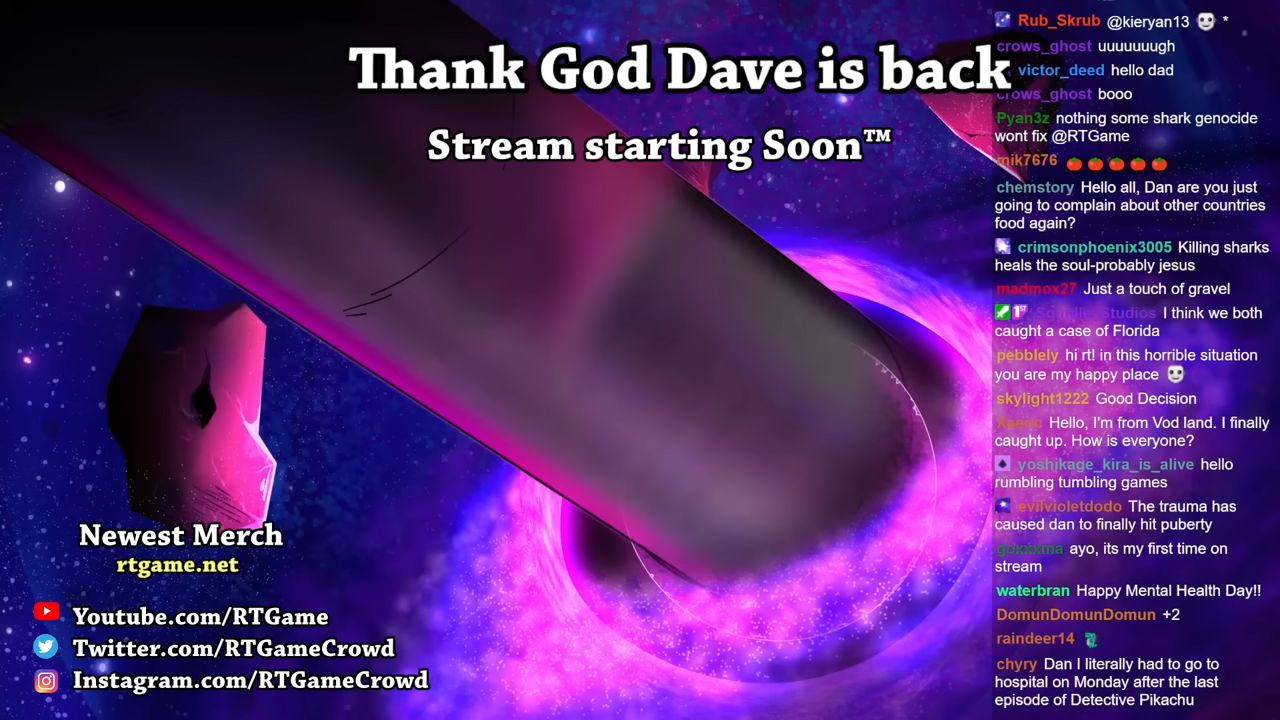 Thank God Dave is back
Stream starting Soon™
Newest Merch
rtgame.net
Youtube.com/RTGame
Twitter.com/RTGameCrowd
Instagram.com/RTGameCrowd
Rub_Skrub @kieryan13 *
crows_ghost uuuuuuugh
victor_deed hello dad
crows_ghost booo
Pyan3z nothing some shark genocide
wont fix @RTGame
mik7676
chemstory Hello all, Dan are you just
going to complain about other countries
food again?
crimsonphoenix3005 Killing sharks
heals the soul-probably jesus
madmox27 Just a touch of gravel
I think we both
caught a case of Florida
pebblely hi rt! in this horrible situation
you are my happy place
skylight1222 Good Decision
Hello, I'm from Vod land. I finally
caught up. How is everyone?
yoshikage_kira_is_alive hello
rumbling tumbling games
evilvioletdodo The trauma has
caused dan to finally hit puberty
goxxxma ayo, its my first time on
stream
waterbran Happy Mental Health Day!!
DomunDomunDomun +2
raindeer14
chyry Dan I literally had to go to
hospital on Monday after the last
episode of Detective Pikachu